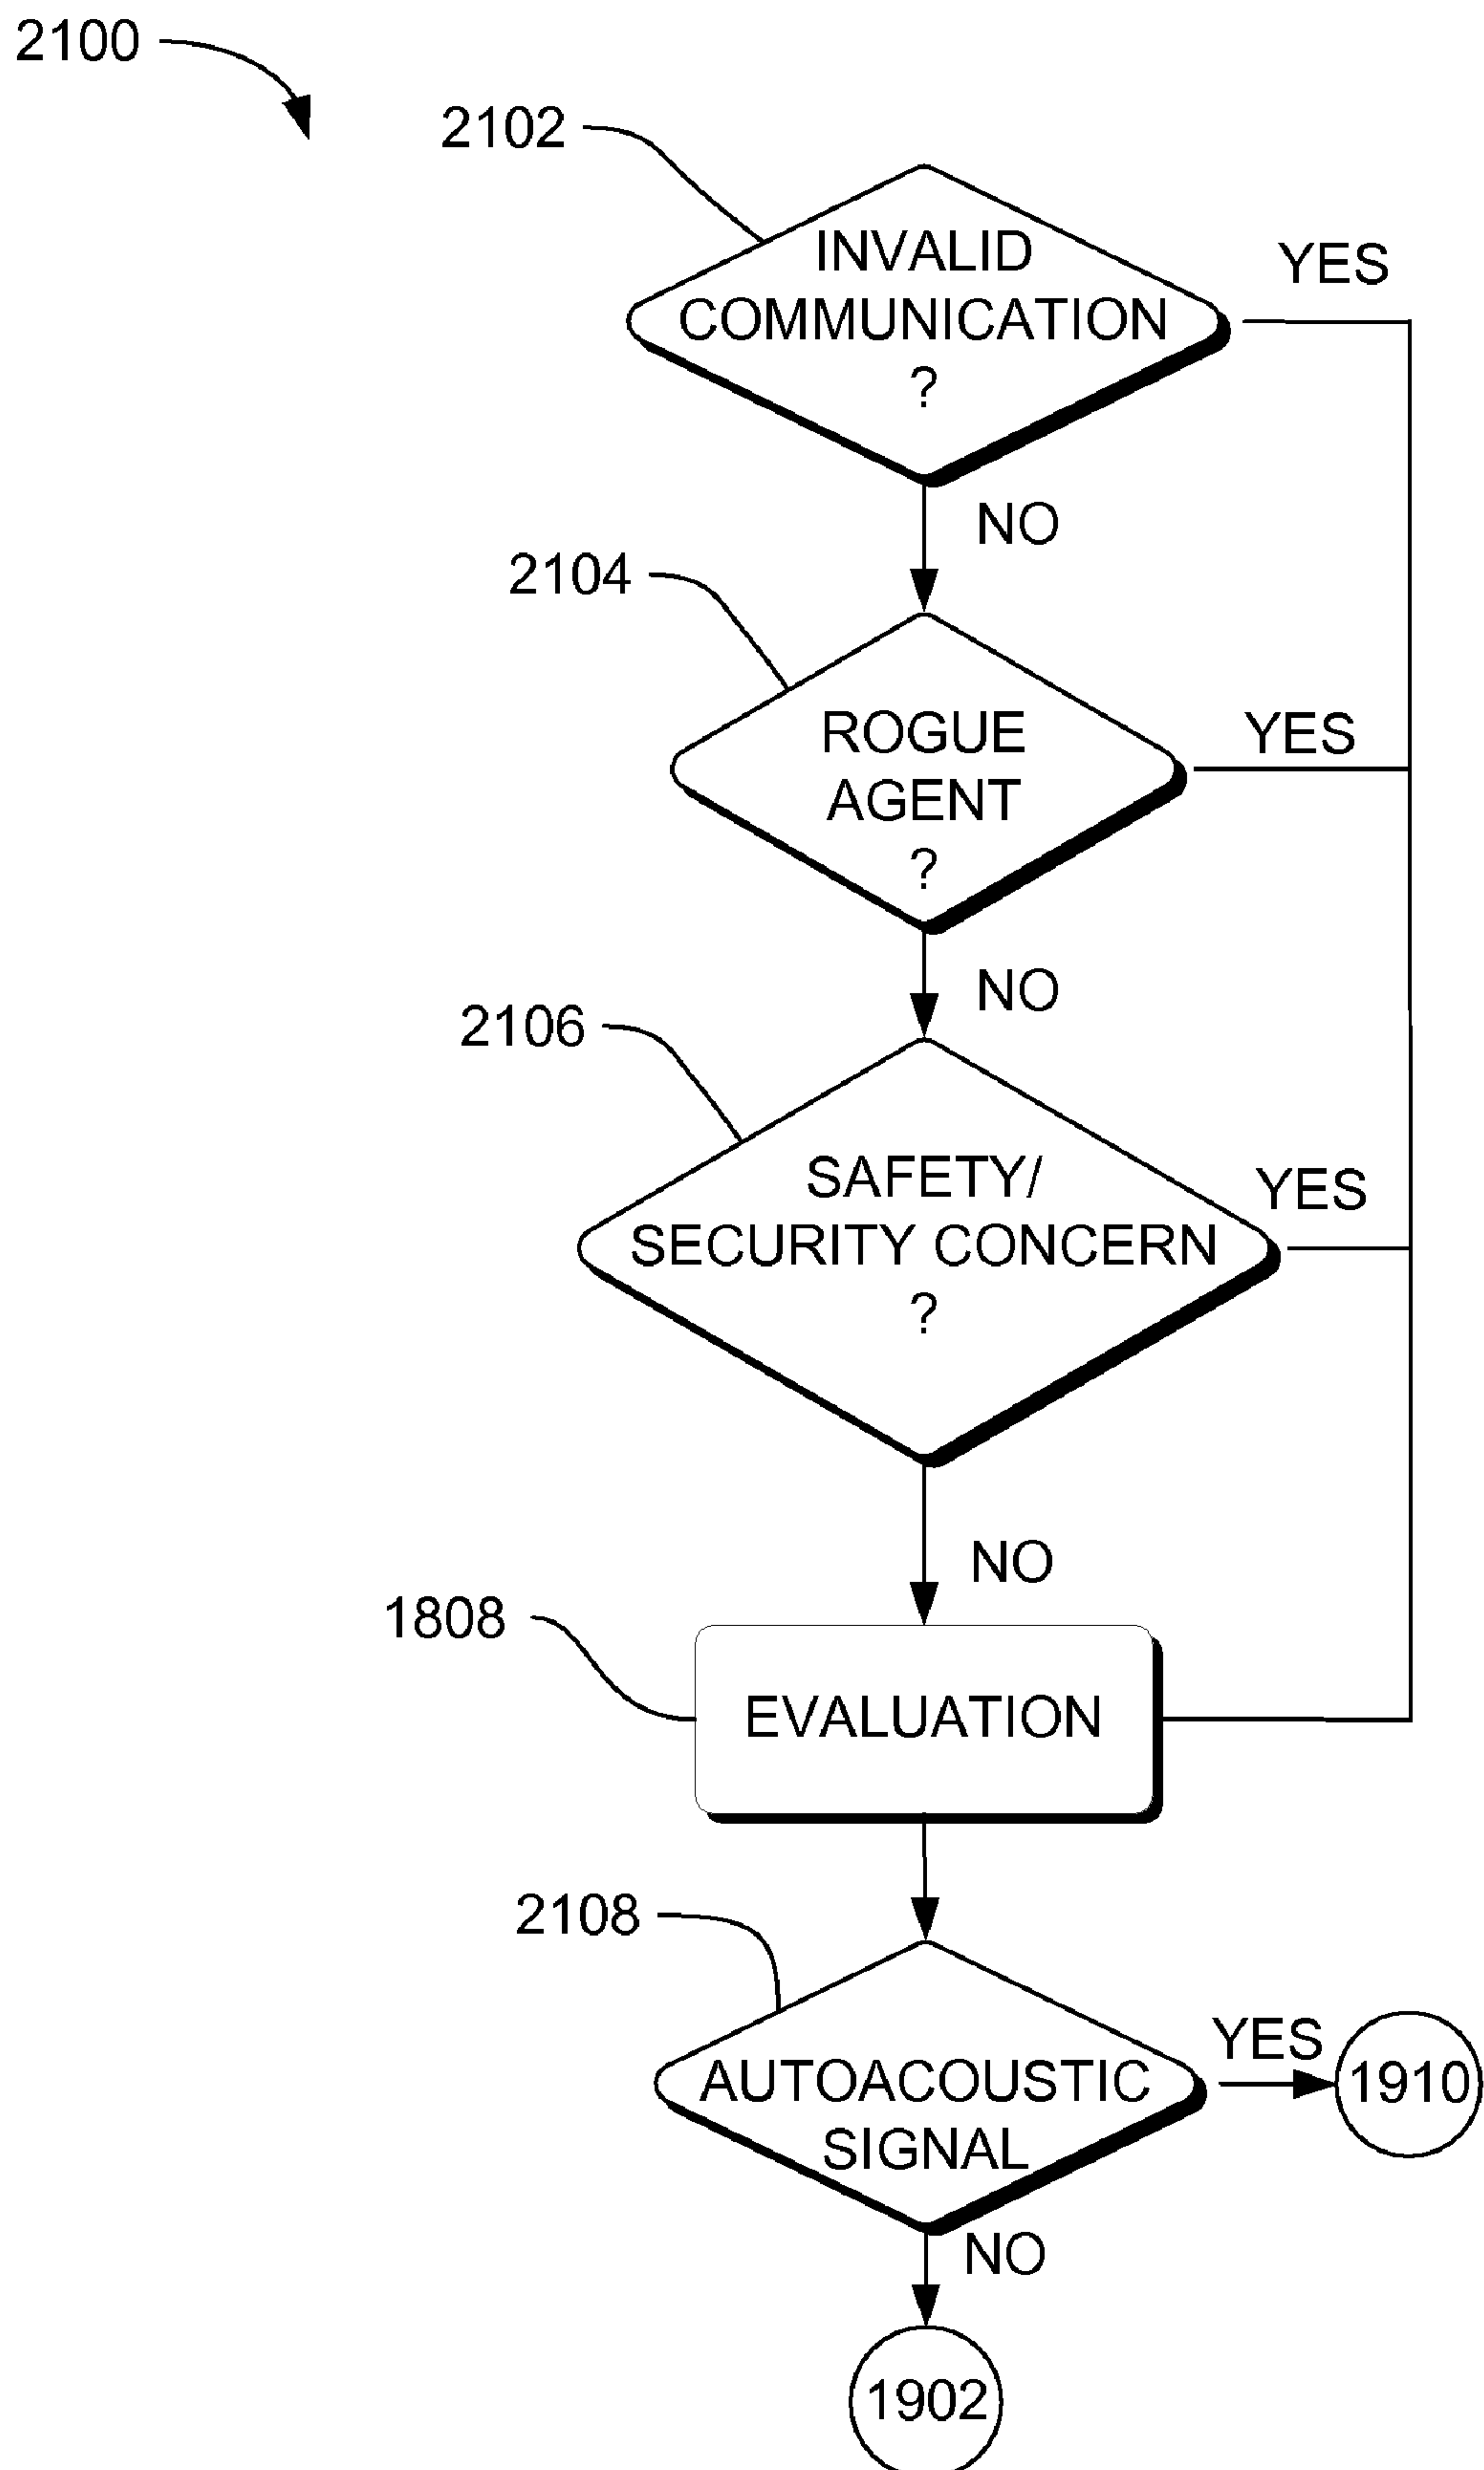 2100
2102
INVALID
COMMUNICATION
?
YES
NO
2104
ROGUE
AGENT
?
YES
NO
2106
SAFETY/
SECURITY CONCERN
?
YES
NO
1808
EVALUATION
2108
AUTOACOUSTIC
SIGNAL
YES
1910
NO
1902